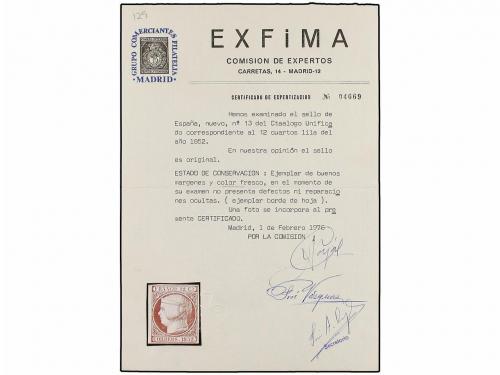 129
GRUPO COMERCIANTES FILATELIA
MADRID
EXFiMA
COMISION DE EXPERTOS
CARRETAS, 14 - MADRID-12
CERTIFICADO DE EXPERTIZACION Nº 04669
Hemos examinado el sello de
España, nuevo, nº 13 del Ctaalogo Unifica
do correspondiente al 12 cuartos lila del
año 1852.
En nuestra opinión el sello
es original.
ESTADO DE CONSERVACION : Ejemplar de buenos
margenes y color fresco, en el momento de
su examen no presenta defectos ni reparacio
nes ocultas. ( ejemplar borde de hoja ).
Una foto se incorpora al pre
sente CERTIFICADO.
Madrid, 1 de Febrero 1976
POR LA COMISION